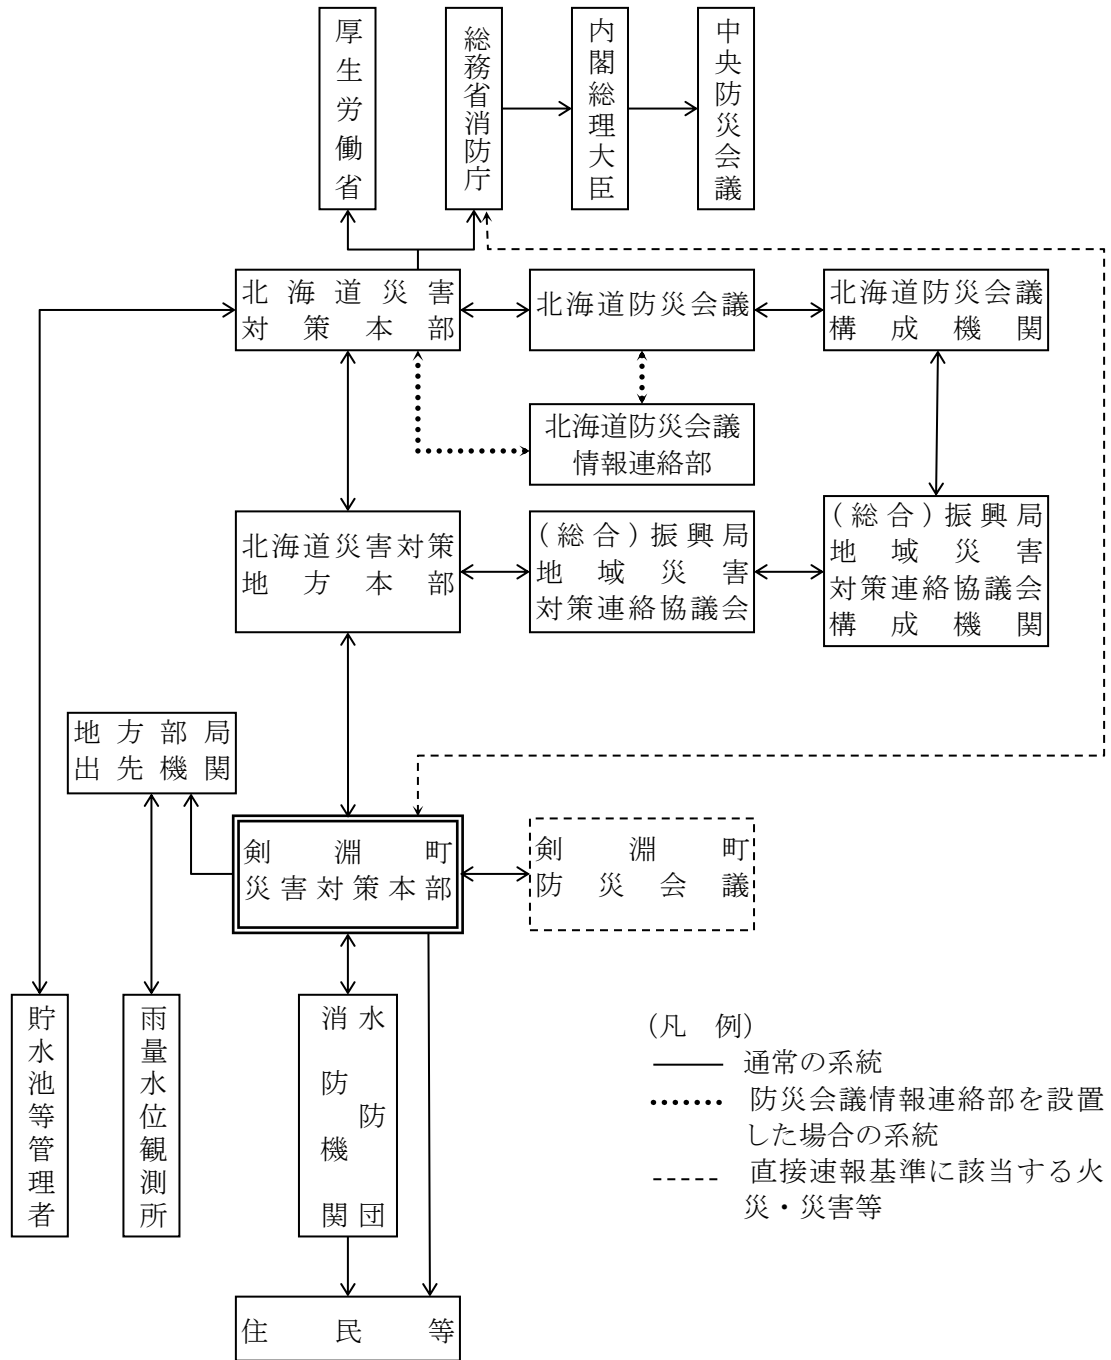 厚生労働省
総務省消防庁
内閣総理大臣
中央防災会議
北海道災害
対策本部
北海道防災会議
北海道防災会議
構成機関
北海道防災会議
情報連絡部
北海道災害対策
地方本部
(総合)振興局
地域災害
対策連絡協議会
(総合)振興局
地域災害
対策連絡協議会
構成機関
地方部局
出先機関
剣淵町
災害対策本部
剣淵町
防災会議
貯水池等管理者
雨量水位観測所
水防団
消防機関
(凡 例)
通常の系統
防災会議情報連絡部を設置
した場合の系統
直接速報基準に該当する火
災・災害等
住民等